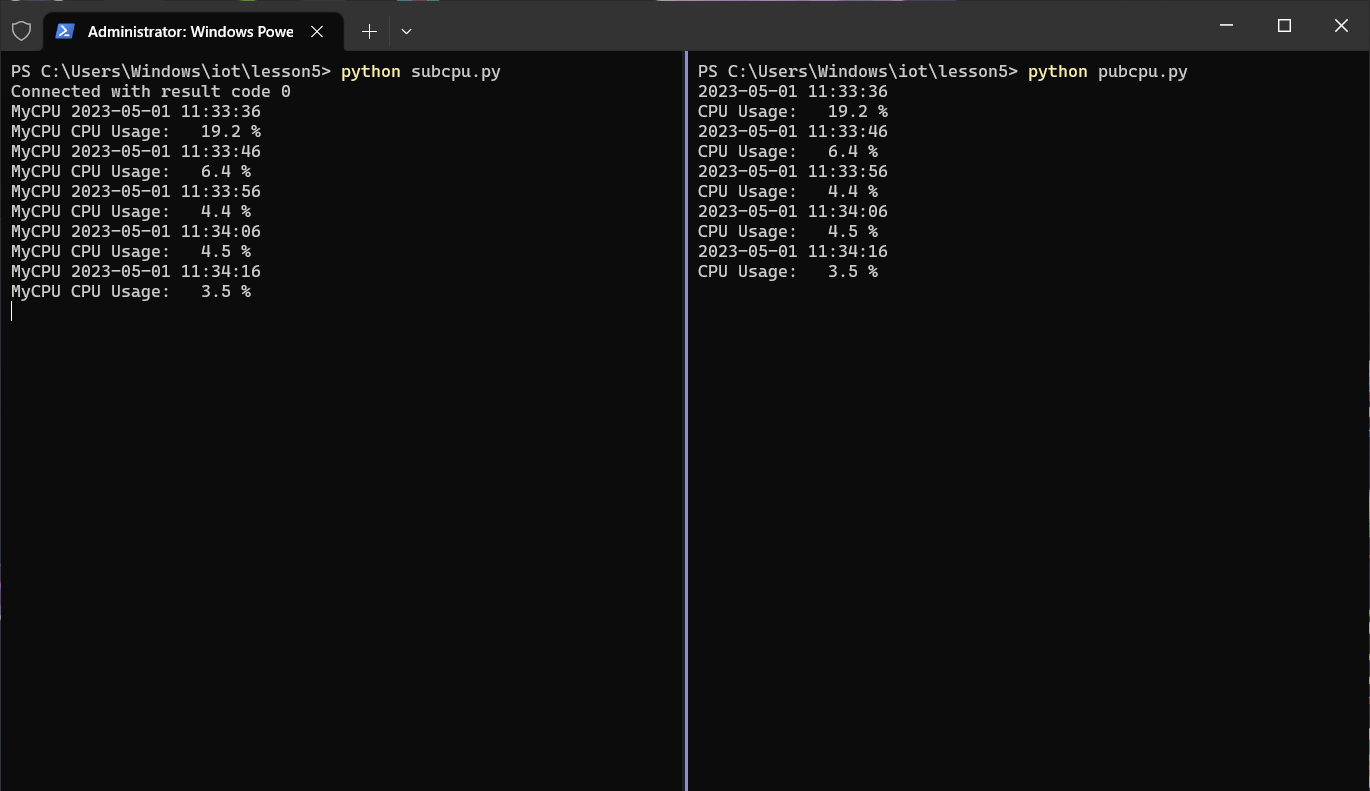 Administrator: Windows Powe
PS C:\Users\Windows\iot\lesson5> python subcpu.py
Connected with result code 0
MyCPU 2023-05-01 11:33:36
MyCPU CPU Usage:   19.2 %
MyCPU 2023-05-01 11:33:46
MyCPU CPU Usage:   6.4 %
MyCPU 2023-05-01 11:33:56
MyCPU CPU Usage:   4.4 %
MyCPU 2023-05-01 11:34:06
MyCPU CPU Usage:   4.5 %
MyCPU 2023-05-01 11:34:16
MyCPU CPU Usage:   3.5 %
PS C:\Users\Windows\iot\lesson5> python pubcpu.py
2023-05-01 11:33:36
CPU Usage:   19.2 %
2023-05-01 11:33:46
CPU Usage:   6.4 %
2023-05-01 11:33:56
CPU Usage:   4.4 %
2023-05-01 11:34:06
CPU Usage:   4.5 %
2023-05-01 11:34:16
CPU Usage:   3.5 %